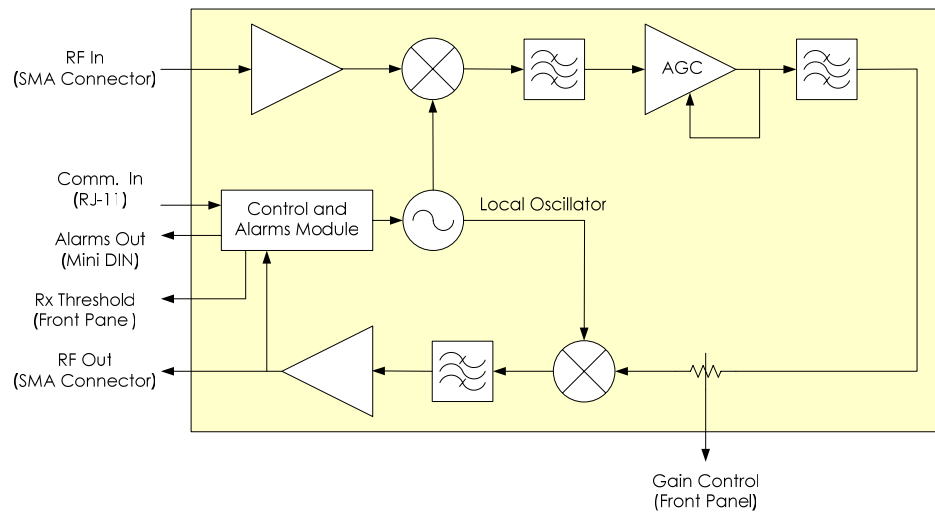 RF In
(SMA Connector)
AGC
Comm. In
(RJ-11)
Control and
Alarms Module
Local Oscillator
Alarms Out
(Mini DIN)
Rx Threshold
(Front Panel)
RF Out
(SMA Connector)
Gain Control
(Front Panel)